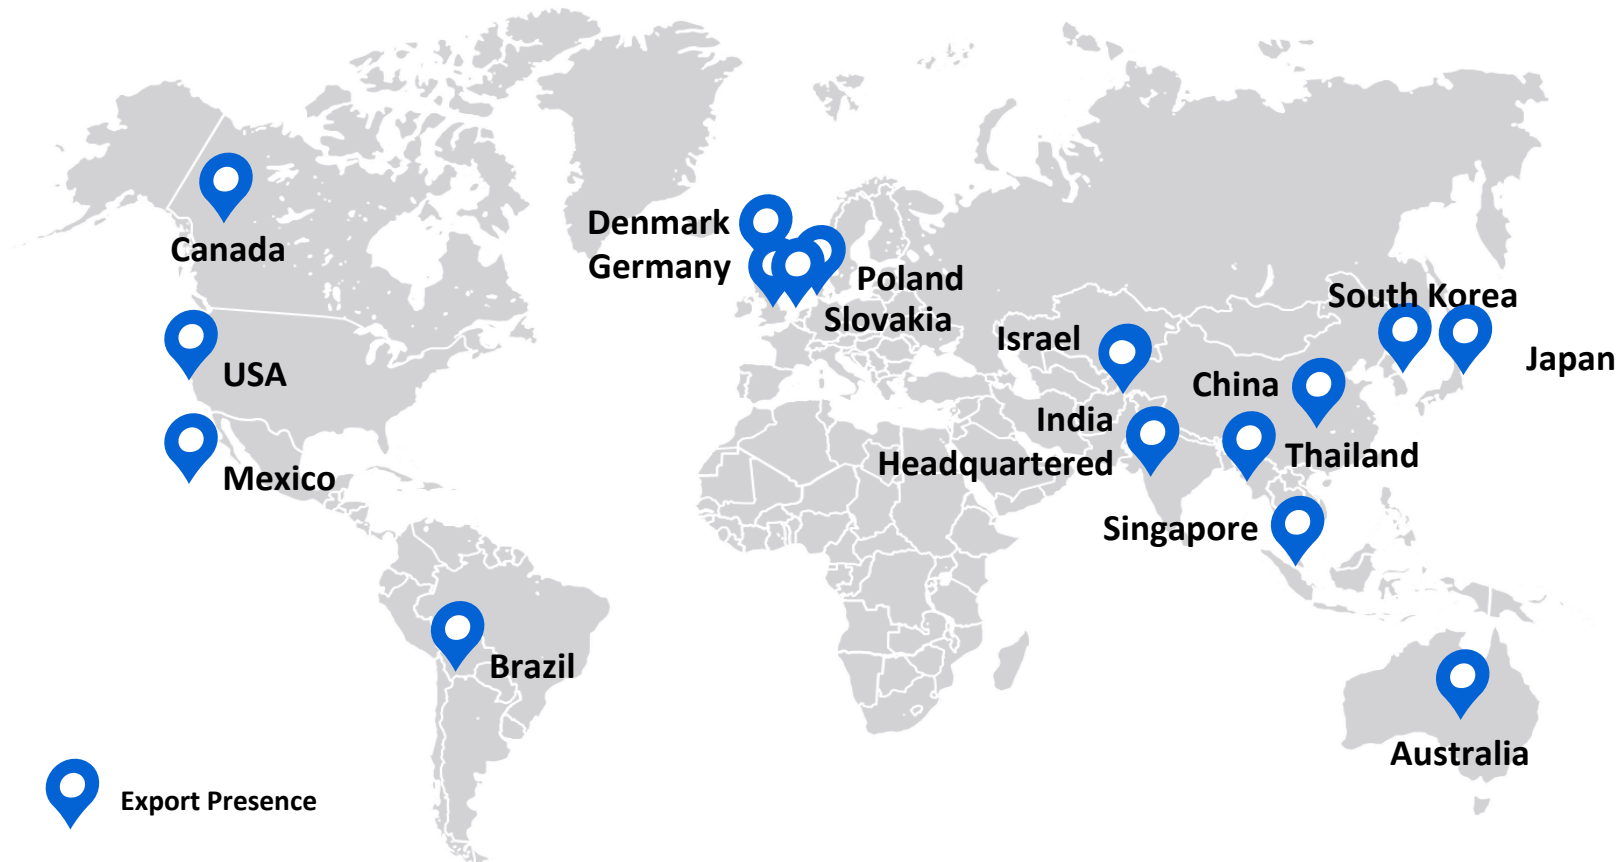 Denmark
Germany
Canada
Poland
South Korea
Slovakia
Israel
Japan
USA
China
India
Headquartered
Thailand
Mexico
Singapore
Brazil
Australia
Export Presence